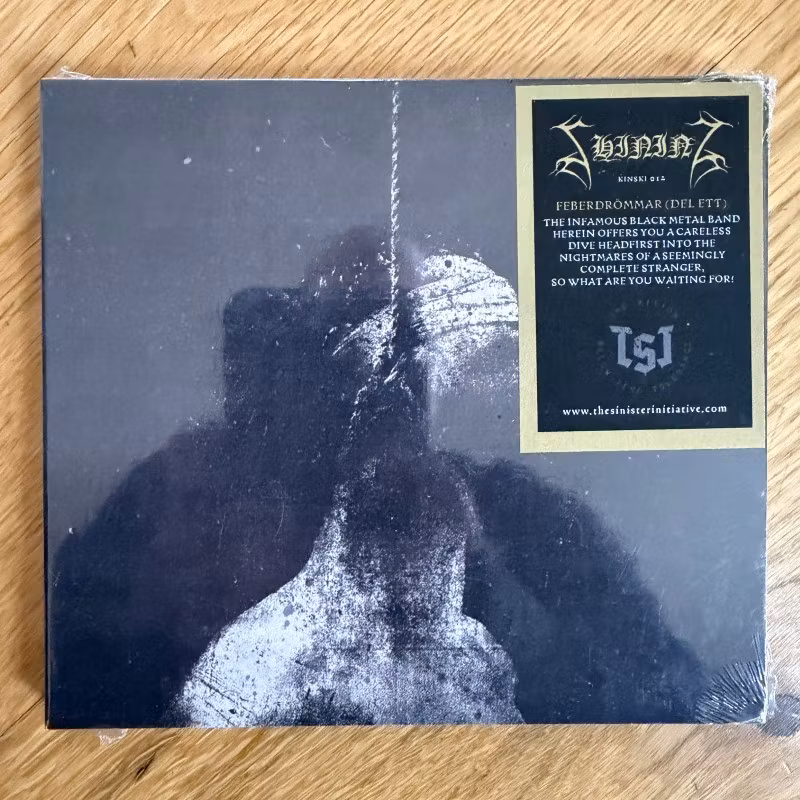 SHINING
KINSKI 012
FEBERDRÖMMAR (DEL ETT)
THE INFAMOUS BLACK METAL BAND
HEREIN OFFERS YOU A CARELESS
DIVE HEADFIRST INTO THE
NIGHTMARES OF A SEEMINGLY
COMPLETE STRANGER,
SO WHAT ARE YOU WAITING FOR?
TSI
www.thesinisterinitiative.com